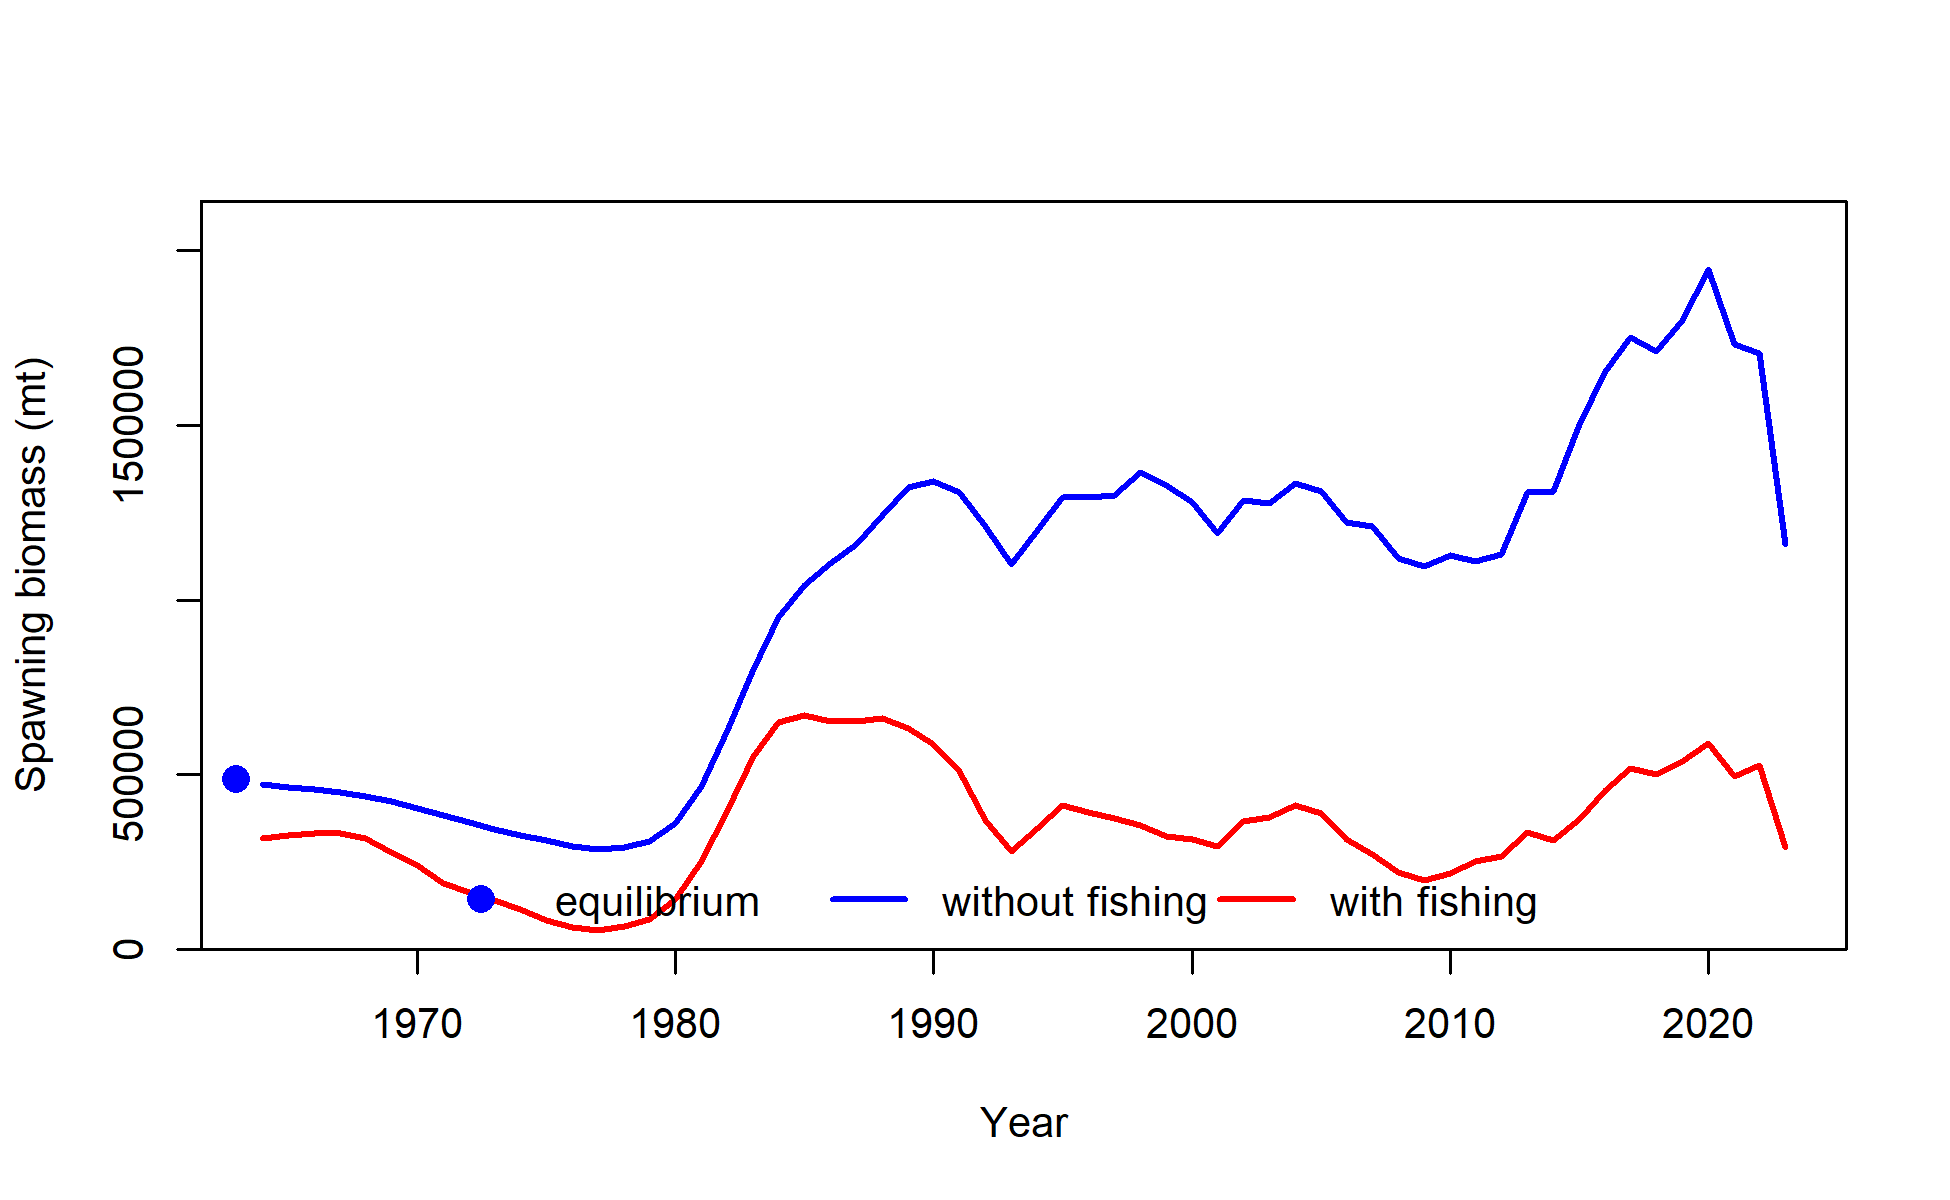 Spawning biomass (mt)
1500000
500000
0
equilibrium without fishing with fishing
1970 1980 1990 2000 2010 2020
Year